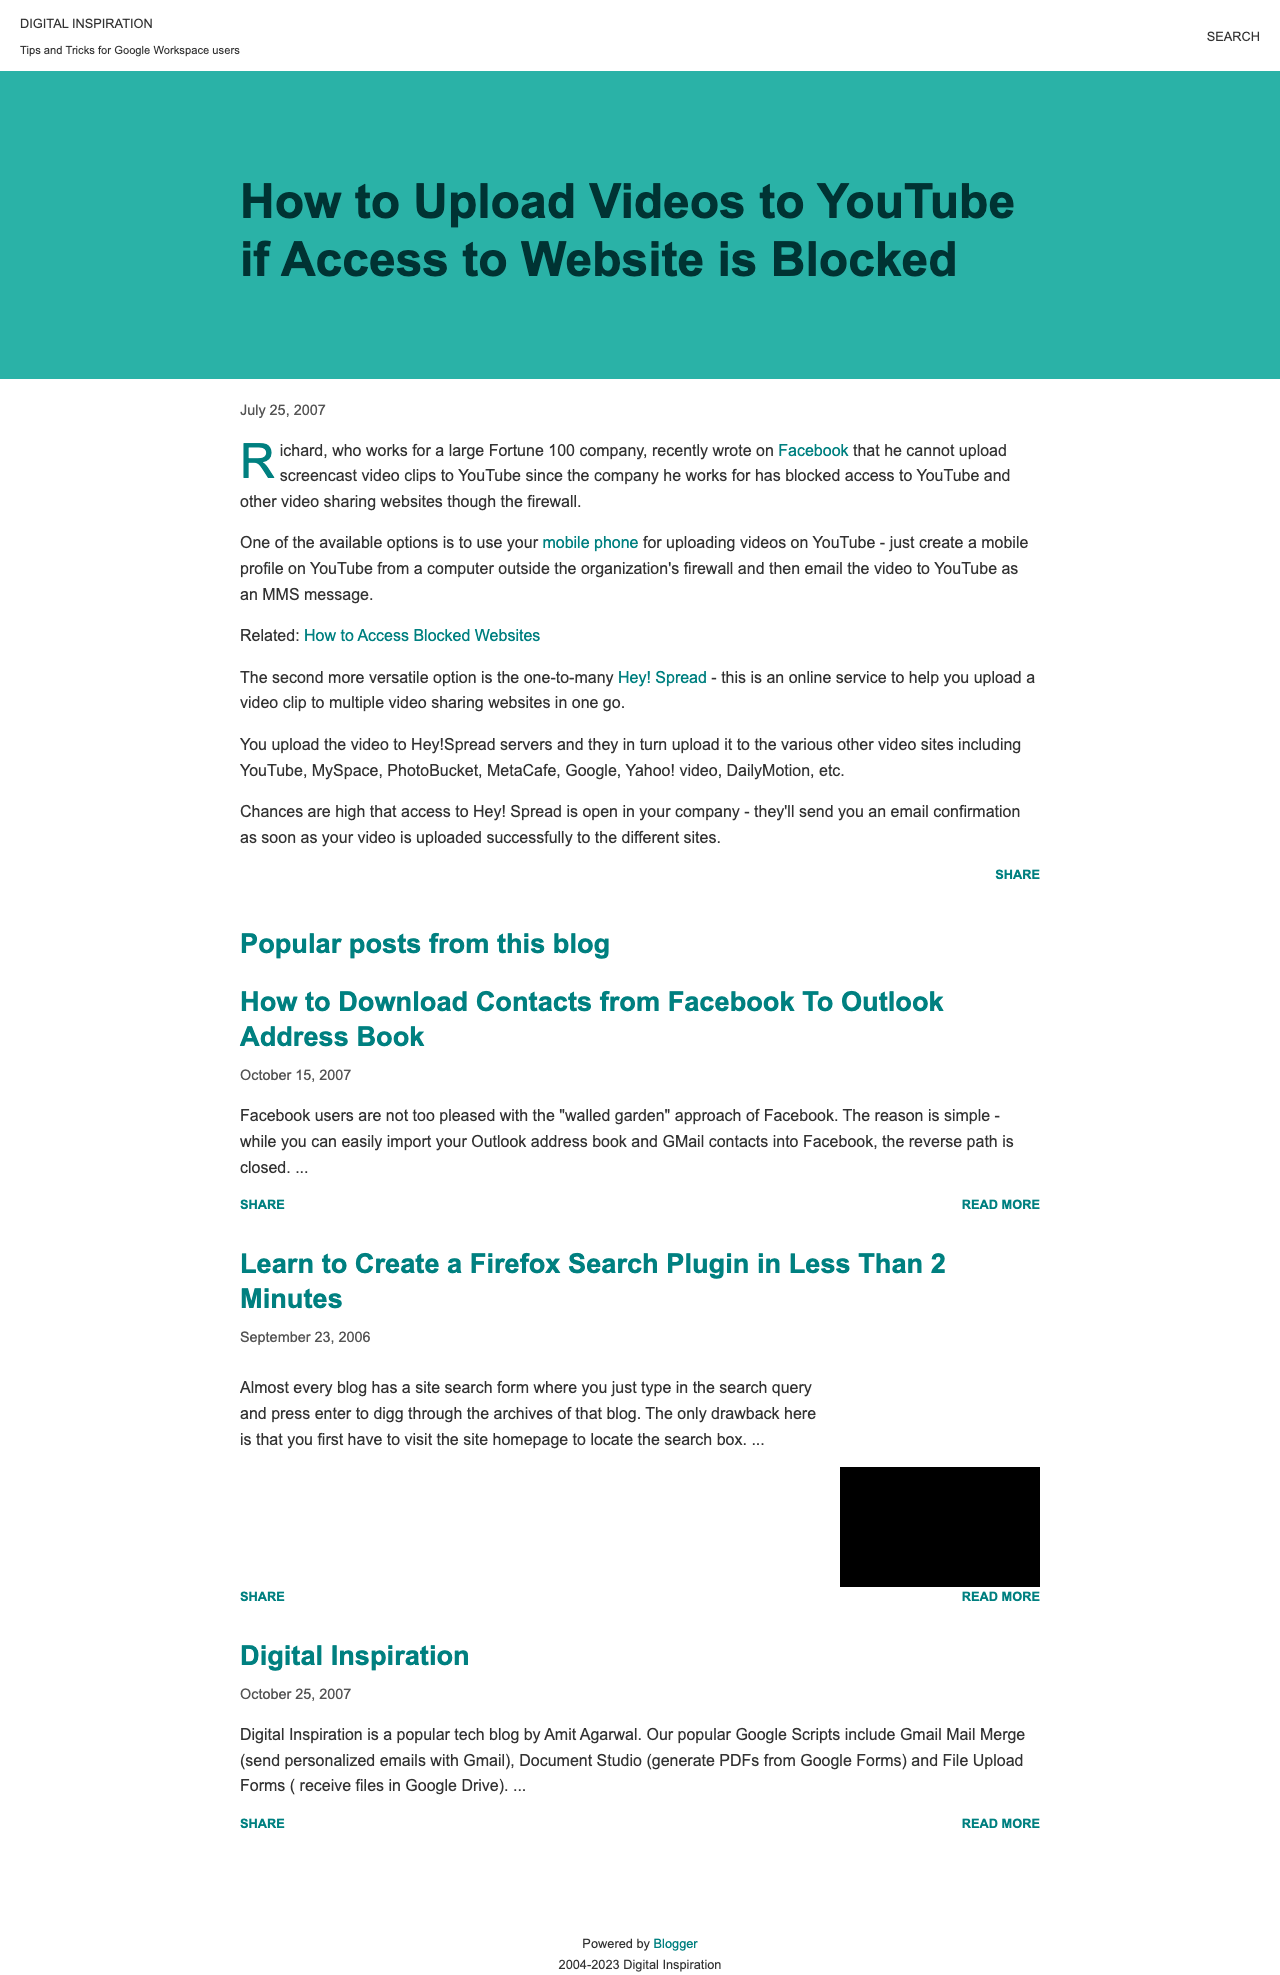 DIGITAL INSPIRATION
Tips and Tricks for Google Workspace users
SEARCH
How to Upload Videos to YouTube
if Access to Website is Blocked
July 25, 2007
Richard, who works for a large Fortune 100 company, recently wrote on Facebook that he cannot upload
screencast video clips to YouTube since the company he works for has blocked access to YouTube and
other video sharing websites though the firewall.
One of the available options is to use your mobile phone for uploading videos on YouTube - just create a mobile
profile on YouTube from a computer outside the organization's firewall and then email the video to YouTube as
an MMS message.
Related: How to Access Blocked Websites
The second more versatile option is the one-to-many Hey! Spread - this is an online service to help you upload a
video clip to multiple video sharing websites in one go.
You upload the video to Hey!Spread servers and they in turn upload it to the various other video sites including
YouTube, MySpace, PhotoBucket, MetaCafe, Google, Yahoo! video, DailyMotion, etc.
Chances are high that access to Hey! Spread is open in your company - they'll send you an email confirmation
as soon as your video is uploaded successfully to the different sites.
SHARE
Popular posts from this blog
How to Download Contacts from Facebook To Outlook
Address Book
October 15, 2007
Facebook users are not too pleased with the "walled garden" approach of Facebook. The reason is simple -
while you can easily import your Outlook address book and GMail contacts into Facebook, the reverse path is
closed. ...
SHARE READ MORE
Learn to Create a Firefox Search Plugin in Less Than 2
Minutes
September 23, 2006
Almost every blog has a site search form where you just type in the search query
and press enter to digg through the archives of that blog. The only drawback here
is that you first have to visit the site homepage to locate the search box. ...
SHARE READ MORE
Digital Inspiration
October 25, 2007
Digital Inspiration is a popular tech blog by Amit Agarwal. Our popular Google Scripts include Gmail Mail Merge
(send personalized emails with Gmail), Document Studio (generate PDFs from Google Forms) and File Upload
Forms ( receive files in Google Drive). ...
SHARE READ MORE
Powered by Blogger
2004-2023 Digital Inspiration